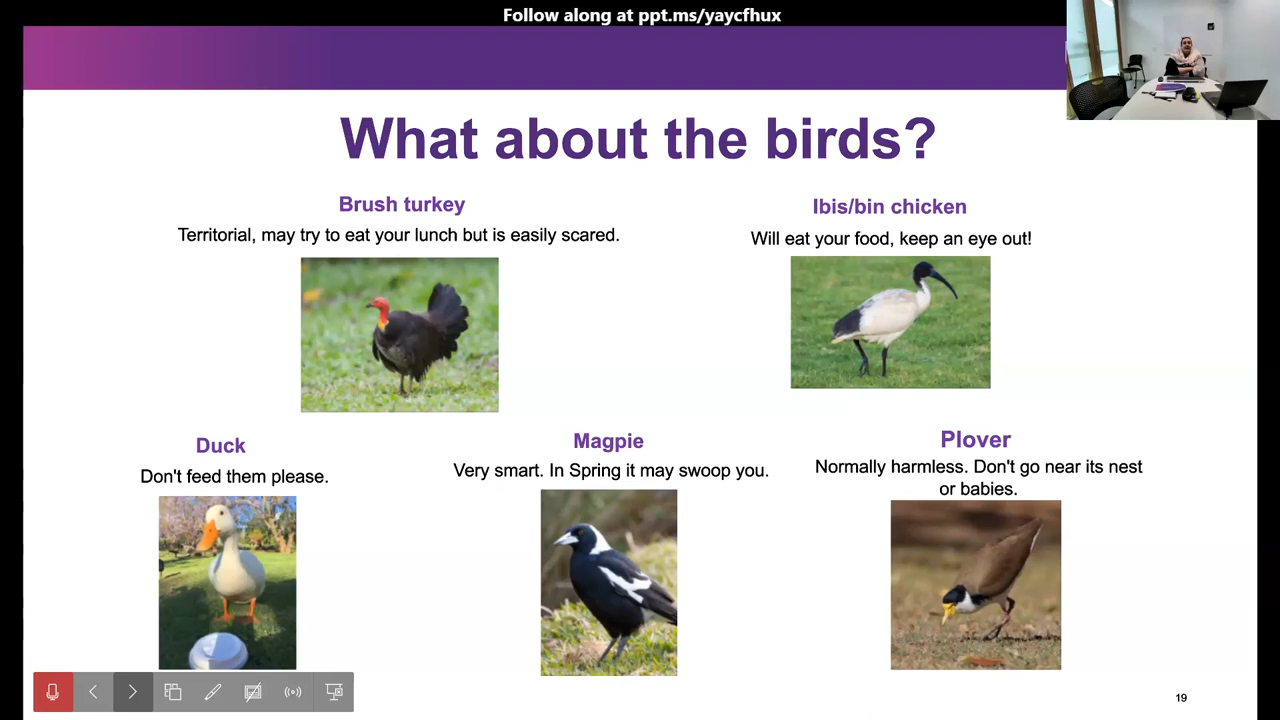 Follow along at ppt.ms/yaycfhux
What about the birds?
Brush turkey
Territorial, may try to eat your lunch but is easily scared.
Ibis/bin chicken
Will eat your food, keep an eye out!
Duck
Don't feed them please.
Magpie
Very smart. In Spring it may swoop you.
Plover
Normally harmless. Don't go near its nest
or babies.
19